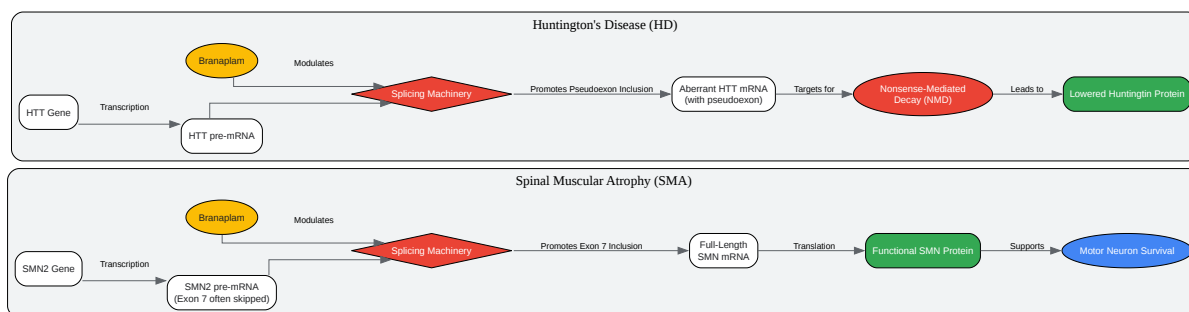 Huntington's Disease (HD)
Branaplam
Modulates
HTT Gene
Transcription
HTT pre-mRNA
Splicing Machinery
Promotes Pseudoexon Inclusion
Aberrant HTT mRNA
(with pseudoexon)
Targets for
Nonsense-Mediated
Decay (NMD)
Leads to
Lowered Huntingtin Protein
Spinal Muscular Atrophy (SMA)
Branaplam
Modulates
SMN2 Gene
Transcription
SMN2 pre-mRNA
(Exon 7 often skipped)
Splicing Machinery
Promotes Exon 7 Inclusion
Full-Length
SMN mRNA
Translation
Functional SMN Protein
Supports
Motor Neuron Survival